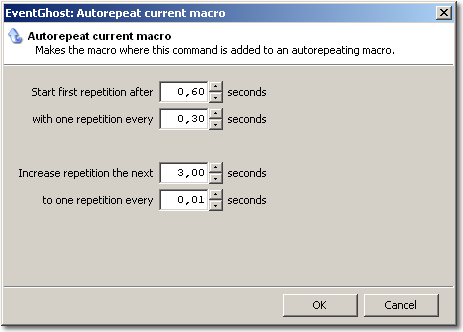 EventGhost: Autorepeat current macro
Autorepeat current macro
Makes the macro where this command is added to an autorepeating macro.
Start first repetition after 0,60 seconds
with one repetition every 0,30 seconds
Increase repetition the next 3,00 seconds
to one repetition every 0,01 seconds
OK Cancel